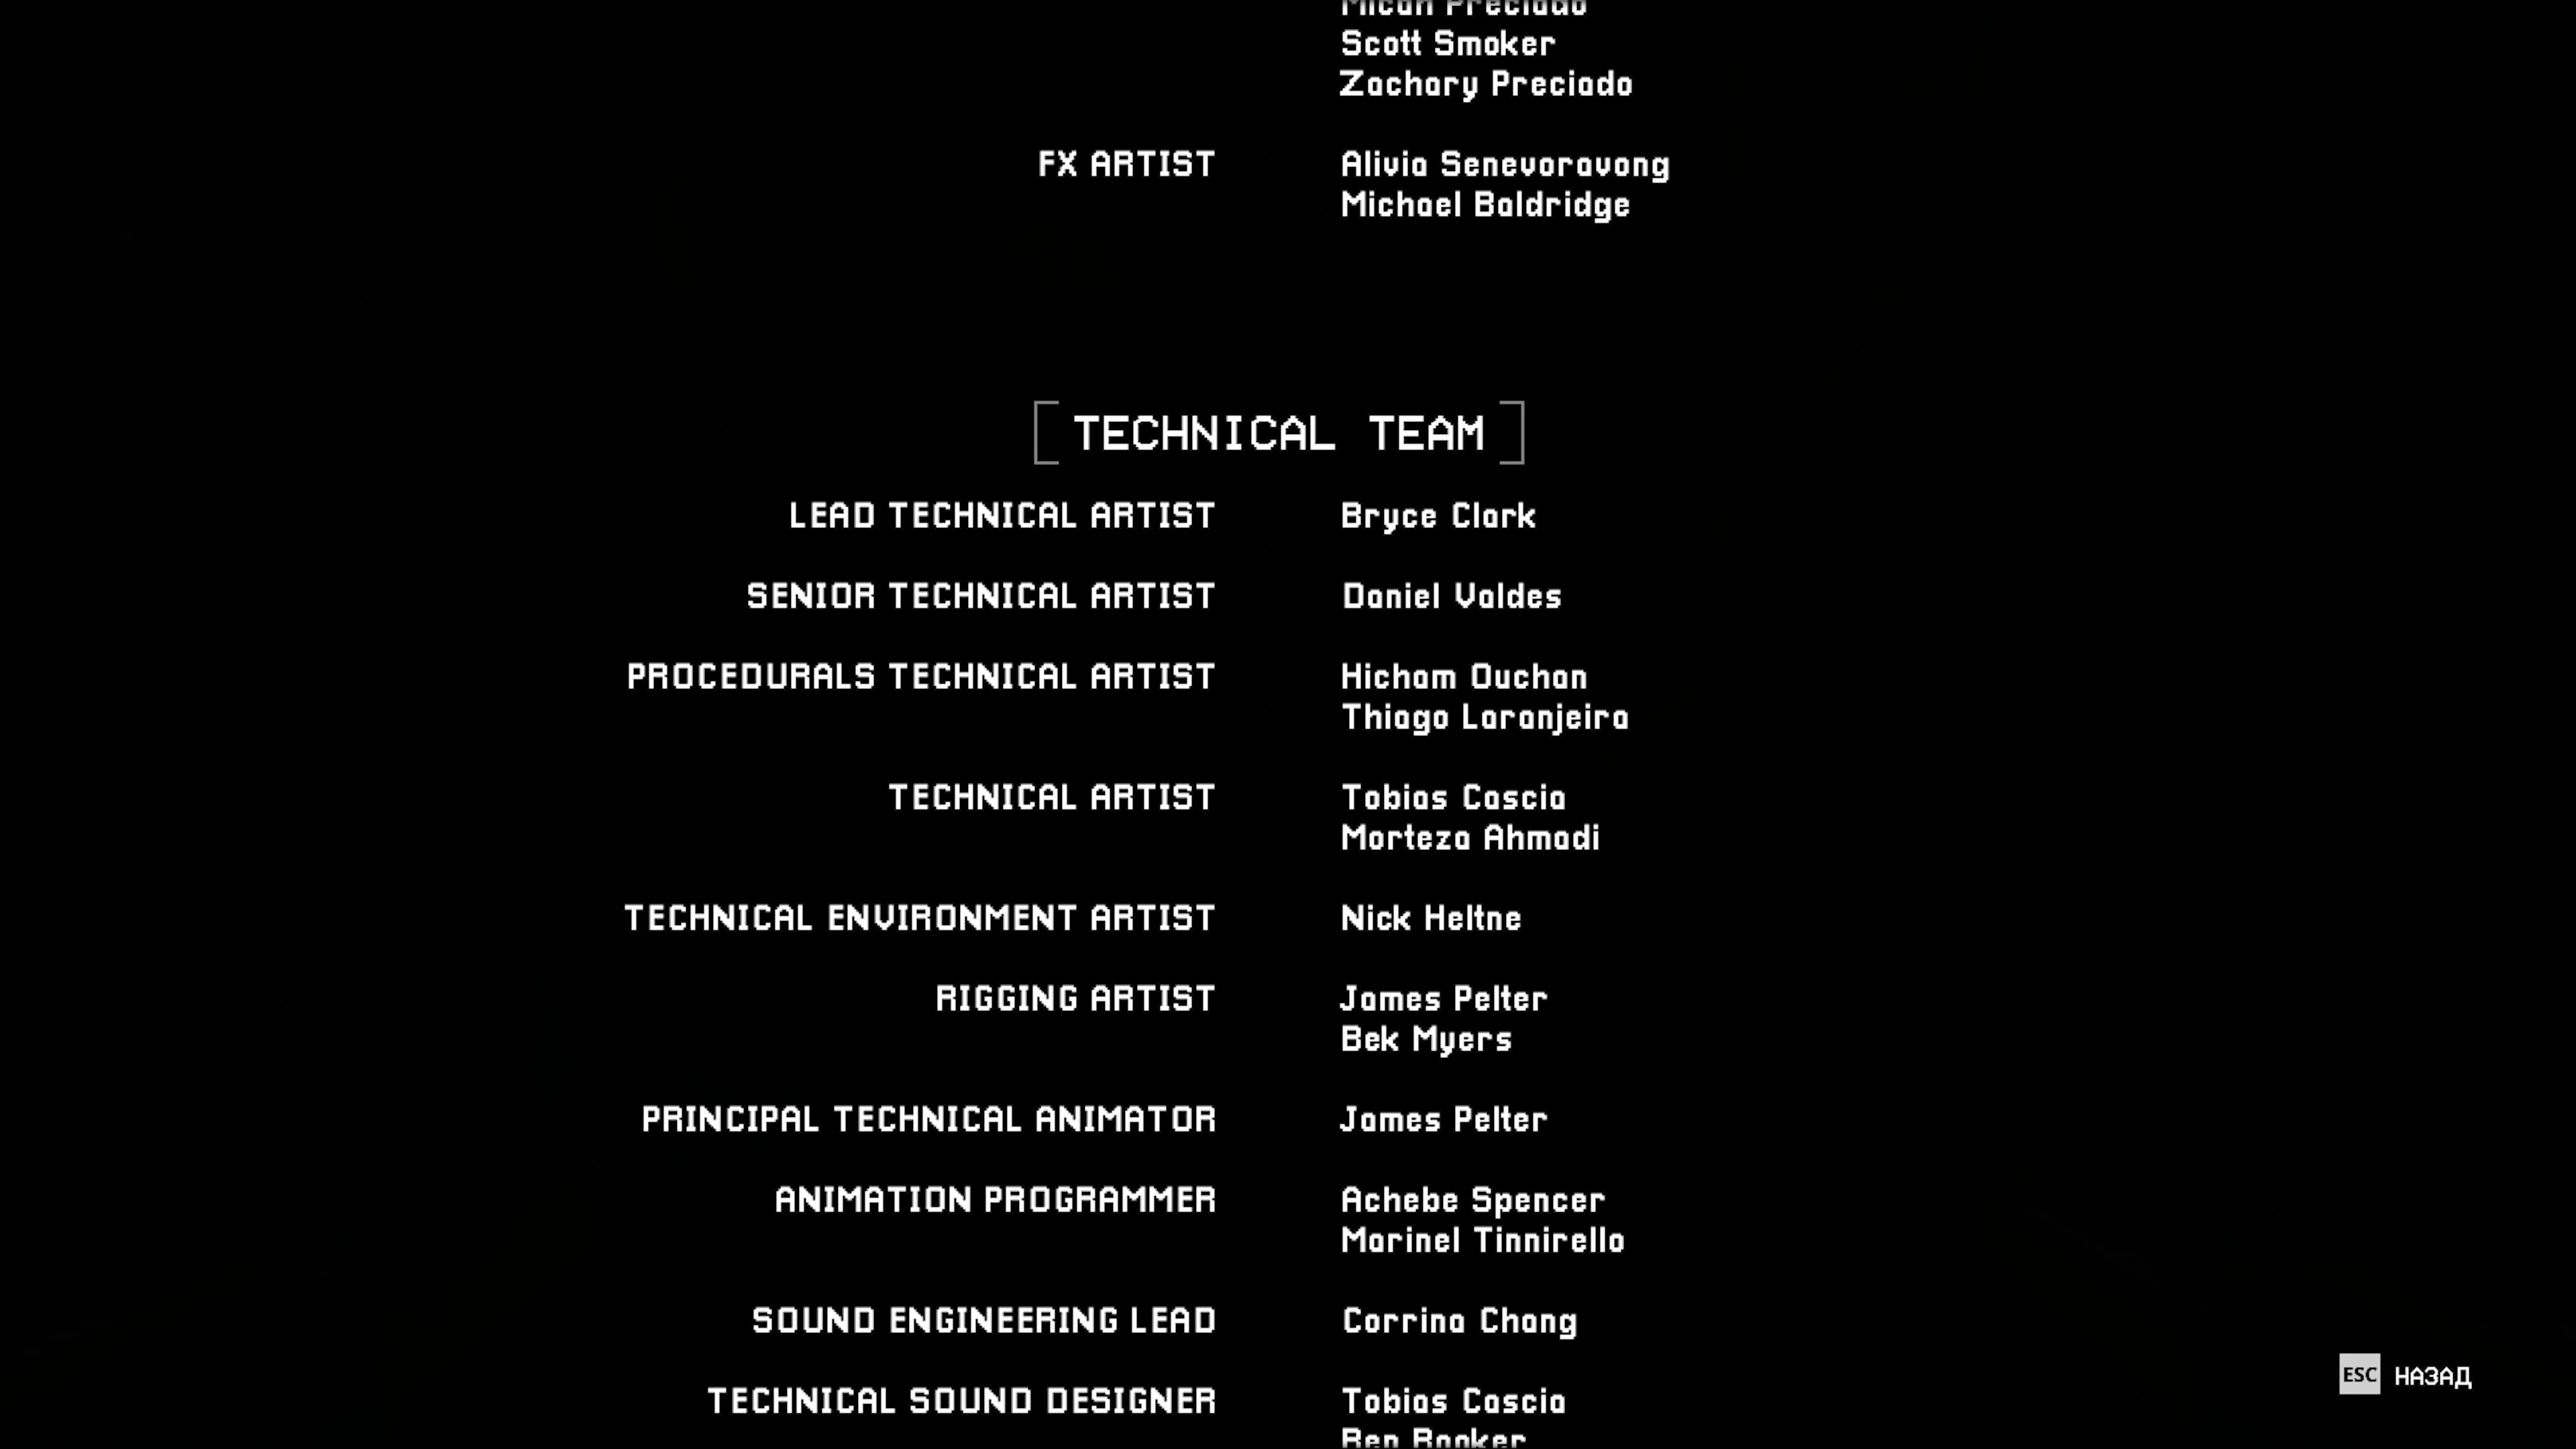 Micah Preciado
Scott Smoker
Zachary Preciado
FX ARTIST Alivia Senevoravong
Michael Baldridge
TECHNICAL TEAM
LEAD TECHNICAL ARTIST Bryce Clark
SENIOR TECHNICAL ARTIST Daniel Valdes
PROCEDURALS TECHNICAL ARTIST Hicham Ouchan
Thiago Laranjeira
TECHNICAL ARTIST Tobias Cascia
Morteza Ahmadi
TECHNICAL ENVIRONMENT ARTIST Nick Heltne
RIGGING ARTIST James Pelter
Bek Myers
PRINCIPAL TECHNICAL ANIMATOR James Pelter
ANIMATION PROGRAMMER Achebe Spencer
Marinel Tinnirello
SOUND ENGINEERING LEAD Corrina Chang
TECHNICAL SOUND DESIGNER Tobias Cascia
ESC НАЗАД